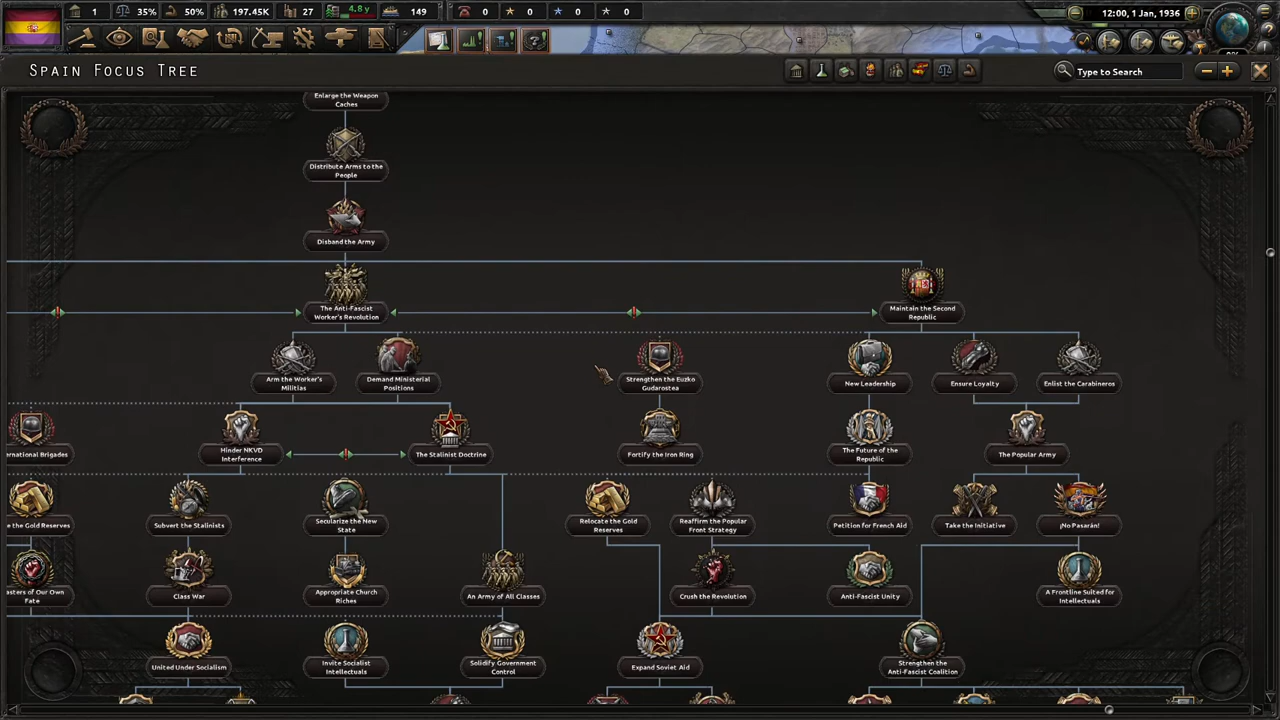 1 35% 50% 197.45K 27 4.8 y 149 0 0 0 0 12:00, 1 Jan, 1936
Spain Focus Tree
Type to Search
Enlarge the Weapon
Caches
Distribute Arms to the
People
Disband the Army
The Anti-Fascist
Worker's Revolution
Maintain the Second
Republic
Arm the Worker's
Militias
Demand Ministerial
Positions
Strengthen the Euzko
Gudarostea
New Leadership
Ensure Loyalty
Enlist the Carabineros
ernational Brigades
Hinder NKVD
Interference
The Stalinist Doctrine
Fortify the Iron Ring
The Future of the
Republic
The Popular Army
e the Gold Reserves
Subvert the Stalinists
Secularize the New
State
Relocate the Gold
Reserves
Reaffirm the Popular
Front Strategy
Petition for French Aid
Take the Initiative
¡No Pasarán!
asters of Our Own
Fate
Class War
Appropriate Church
Riches
An Army of All Classes
Crush the Revolution
Anti-Fascist Unity
A Frontline Suited for
Intellectuals
United Under Socialism
Invite Socialist
Intellectuals
Solidify Government
Control
Expand Soviet Aid
Strengthen the
Anti-Fascist Coalition